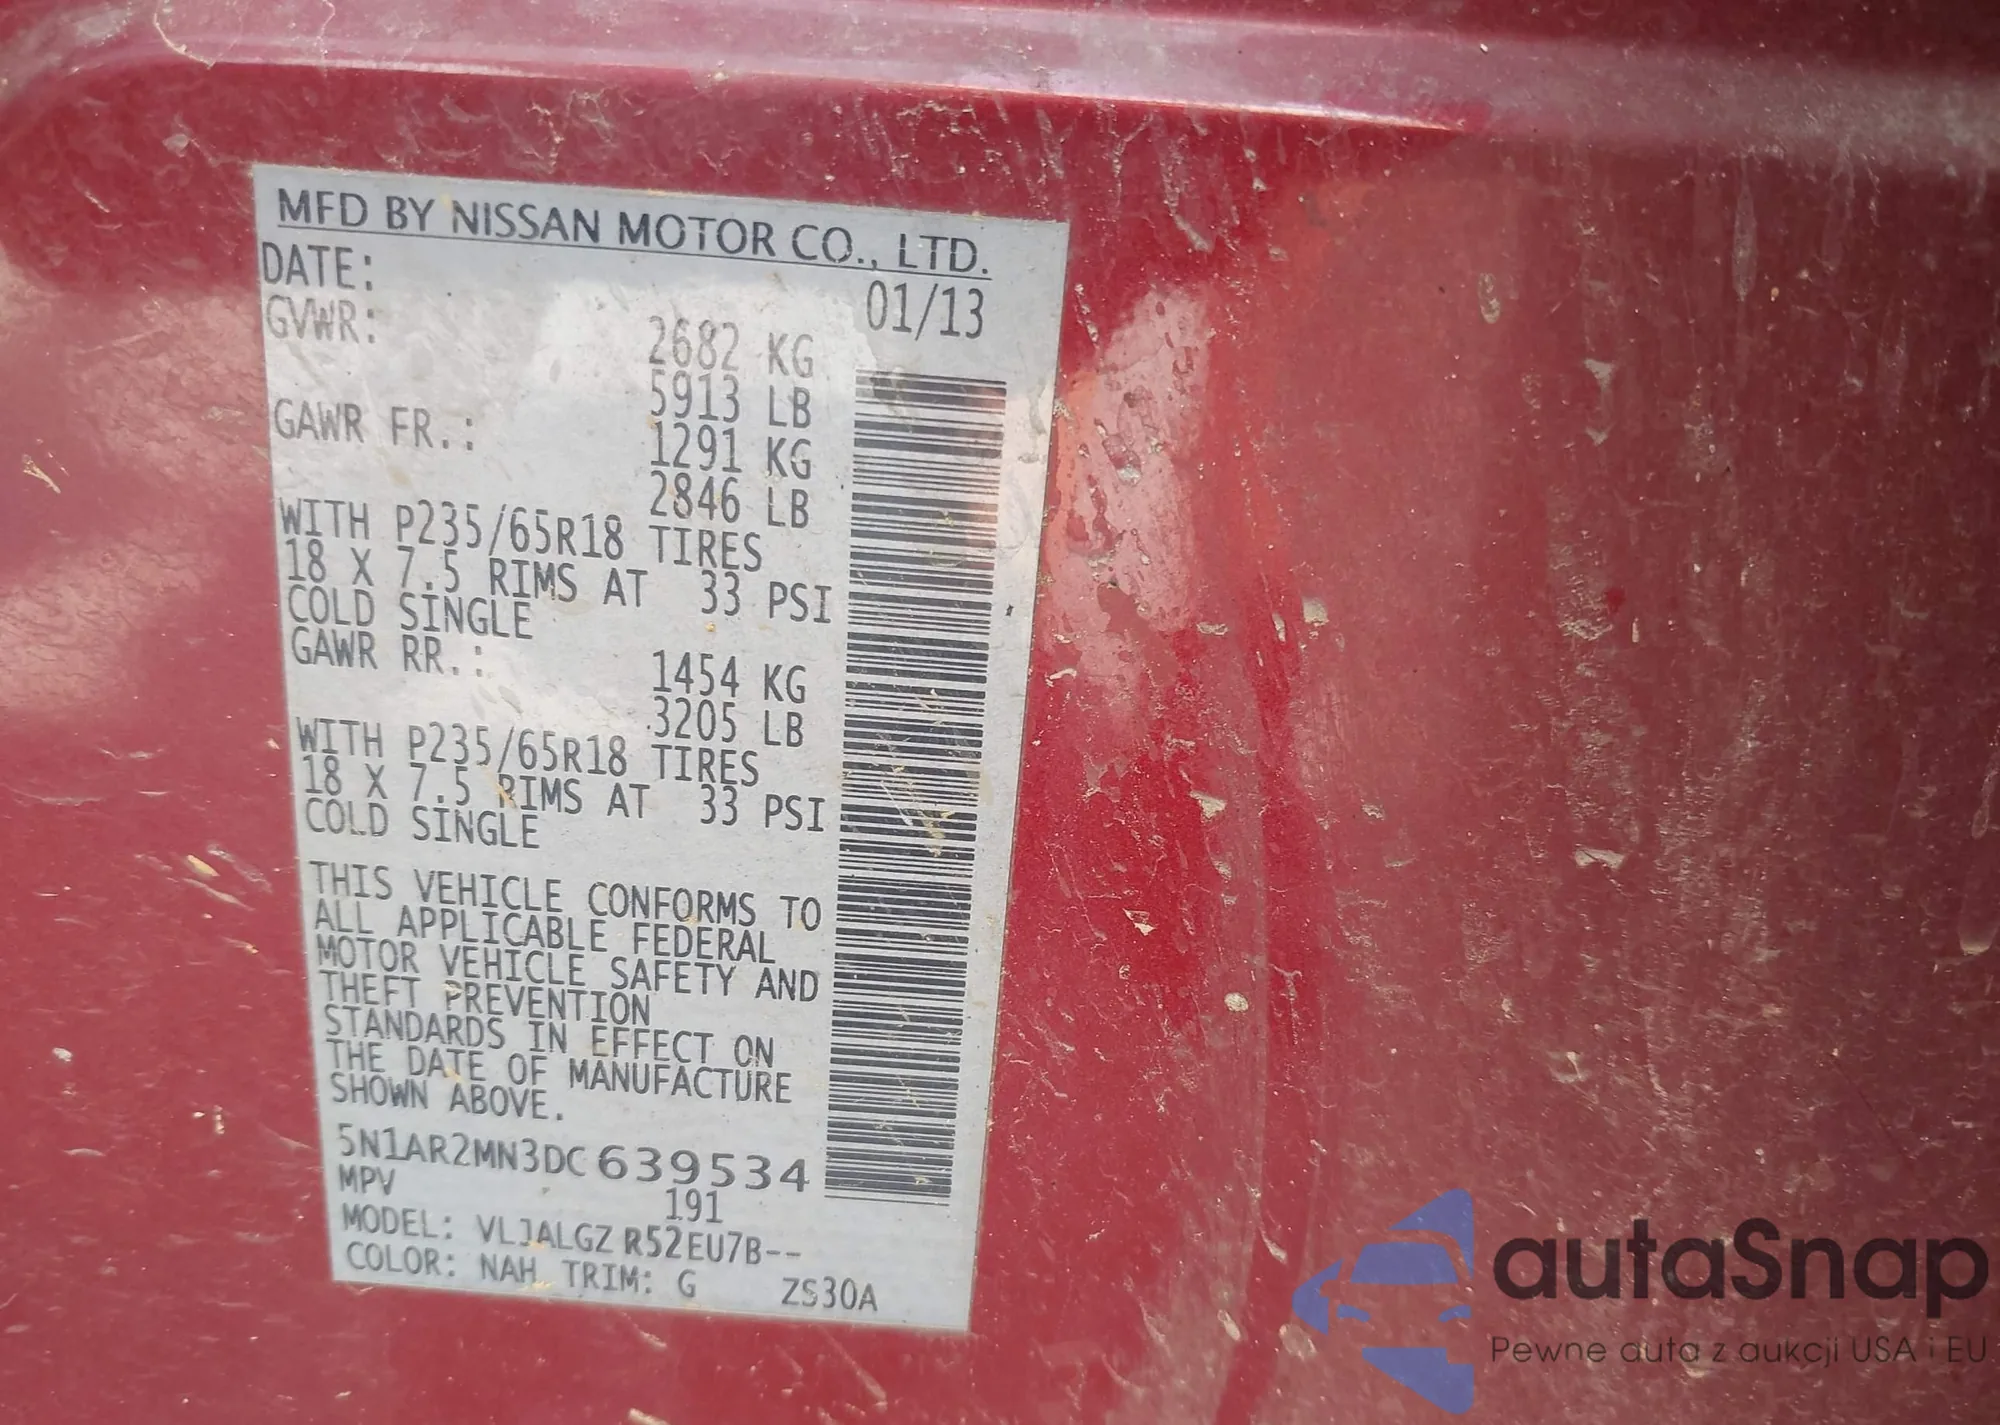 MFD BY NISSAN MOTOR CO., LTD.
DATE: 01/13
GVWR: 2682 KG
5913 LB
GAWR FR.: 1291 KG
2846 LB
WITH P235/65R18 TIRES
18 X 7.5 RIMS AT 33 PSI
COLD SINGLE
GAWR RR.: 1454 KG
3205 LB
WITH P235/65R18 TIRES
18 X 7.5 RIMS AT 33 PSI
COLD SINGLE
THIS VEHICLE CONFORMS TO
ALL APPLICABLE FEDERAL
MOTOR VEHICLE SAFETY AND
THEFT PREVENTION
STANDARDS IN EFFECT ON
THE DATE OF MANUFACTURE
SHOWN ABOVE.
5N1AR2MN3DC639534
MPV 191
MODEL: VLJALGZ R52EU7B--
COLOR: NAH TRIM: G ZS30A
autaSnap
Pewne auta z aukcji USA i EU